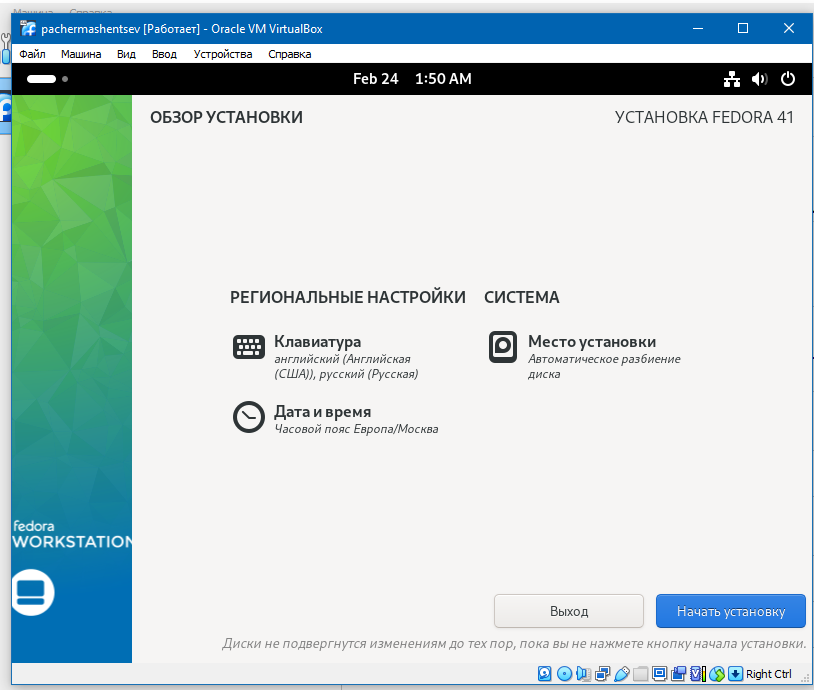 Машина Справка
pachermashentsev [Работает] - Oracle VM VirtualBox
Файл Машина Вид Ввод Устройства Справка
Feb 24 1:50 AM
ОБЗОР УСТАНОВКИ
УСТАНОВКА FEDORA 41
РЕГИОНАЛЬНЫЕ НАСТРОЙКИ
Клавиатура
английский (Английская
(США)), русский (Русская)
Дата и время
Часовой пояс Европа/Москва
СИСТЕМА
Место установки
Автоматическое разбиение
диска
fedora
WORKSTATION
Выход
Начать установку
Диски не подвергнутся изменениям до тех пор, пока вы не нажмете кнопку начала установки.
Right Ctrl